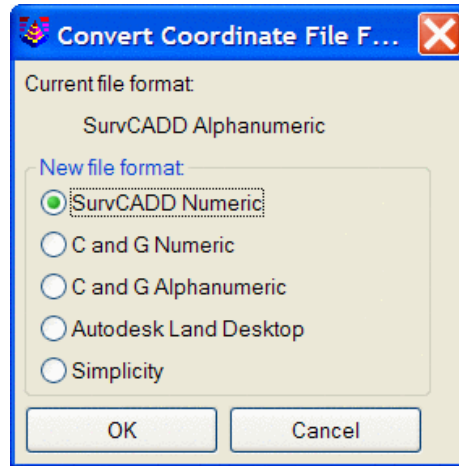 Convert Coordinate File F...
Current file format:
SurvCADD Alphanumeric
New file format:
SurvCADD Numeric
C and G Numeric
C and G Alphanumeric
Autodesk Land Desktop
Simplicity
OK Cancel